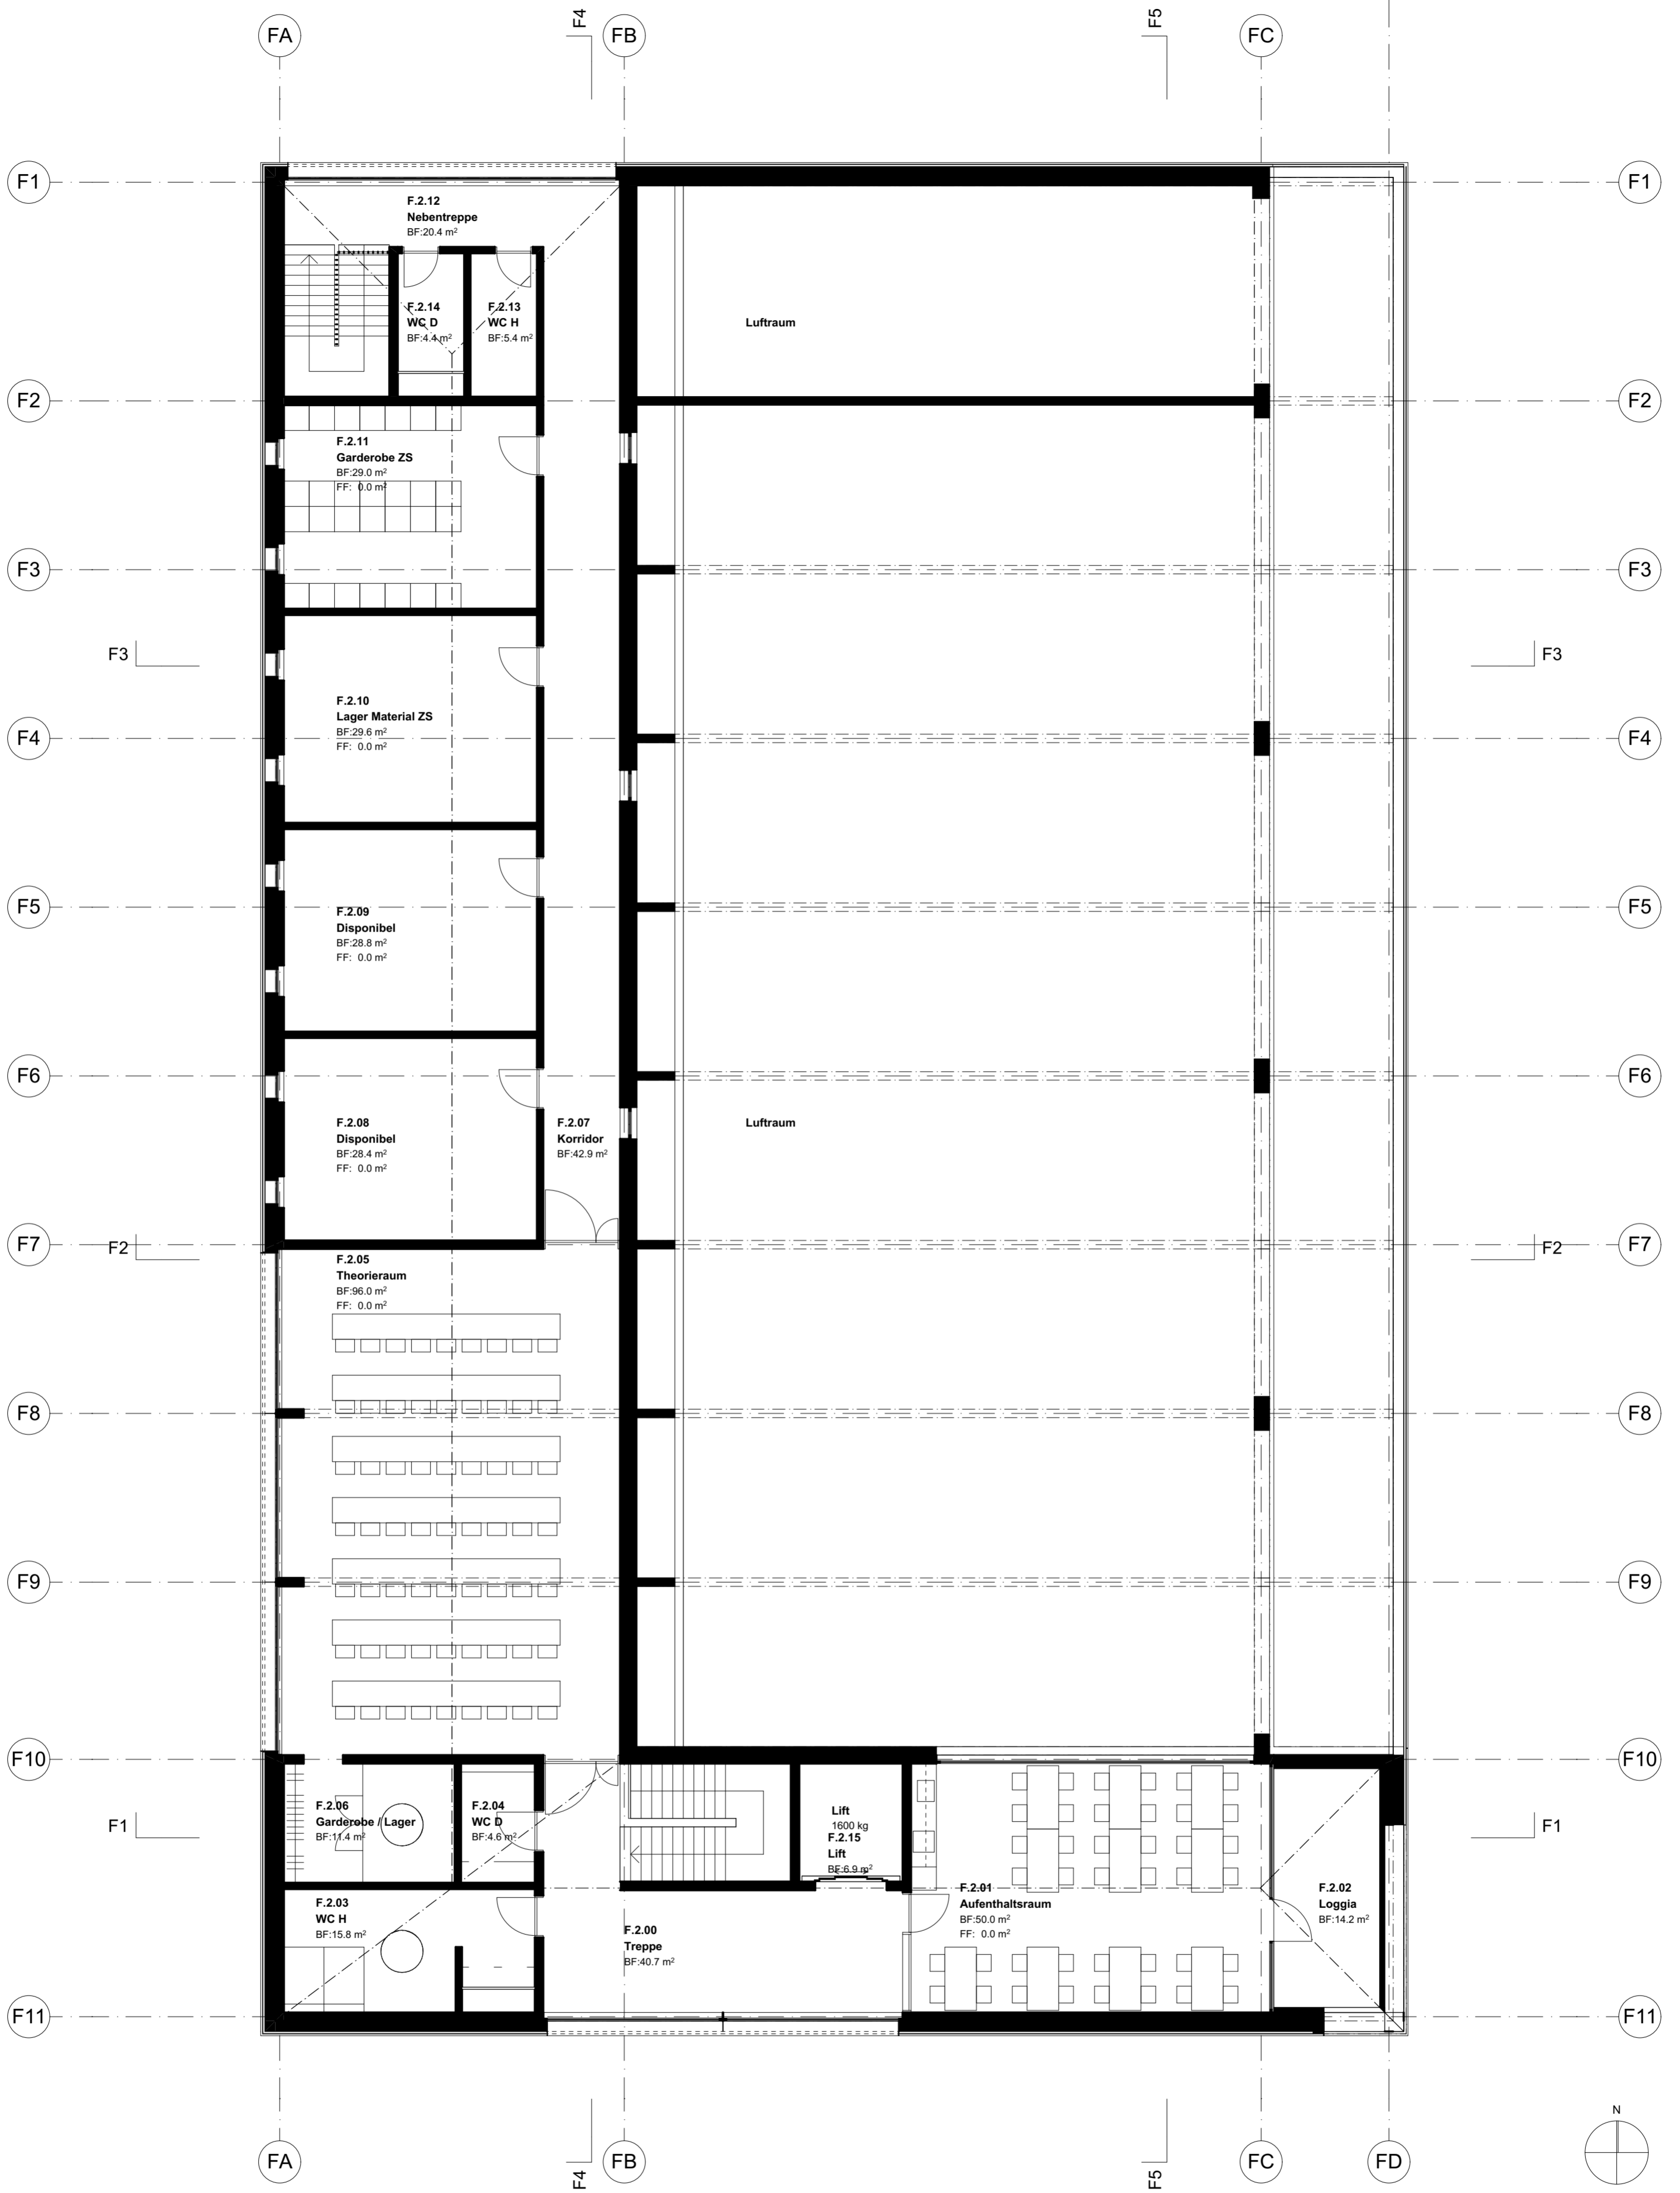 F4
F5
FA
FB
FC
F1
F1
F.2.12
Nebentreppe
BF:20.4 m²
F.2.14
WC D
BF:4.4 m²
F.2.13
WC H
BF:5.4 m²
Luftraum
F2
F2
F.2.11
Garderobe ZS
BF:29.0 m²
FF: 0.0 m²
F3
F3
F3
F3
F.2.10
Lager Material ZS
BF:29.6 m²
FF: 0.0 m²
F4
F4
F5
F5
F.2.09
Disponibel
BF:28.8 m²
FF: 0.0 m²
F6
F6
F.2.08
Disponibel
BF:28.4 m²
FF: 0.0 m²
F.2.07
Korridor
BF:42.9 m²
Luftraum
F7
F2
F2
F7
F.2.05
Theorieraum
BF:96.0 m²
FF: 0.0 m²
F8
F8
F9
F9
F10
F10
F1
F1
F.2.06
Garderobe / Lager
BF:11.4 m²
F.2.04
WC D
BF:4.6 m²
Lift
1600 kg
F.2.15
Lift
BF:6.9 m²
F.2.03
WC H
BF:15.8 m²
F.2.00
Treppe
BF:40.7 m²
F.2.01
Aufenthaltsraum
BF:50.0 m²
FF: 0.0 m²
F.2.02
Loggia
BF:14.2 m²
F11
F11
N
FA
FB
FC
FD
F4
F5